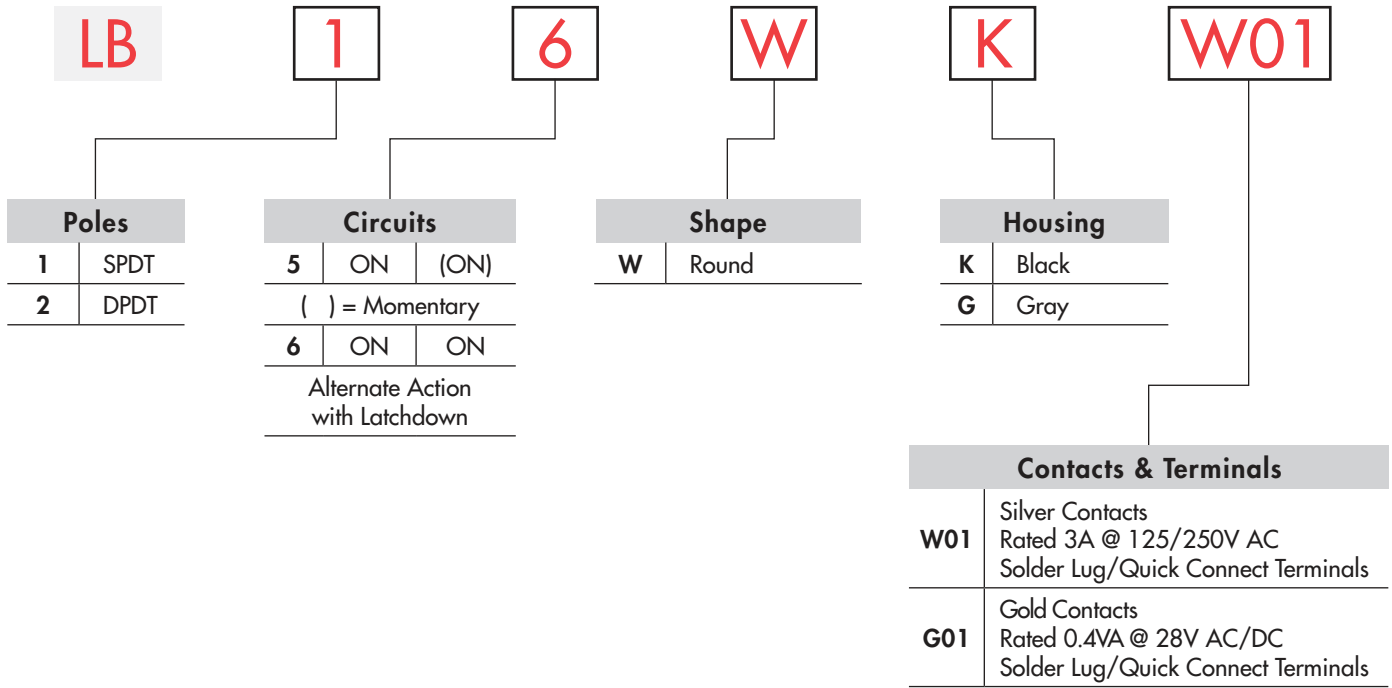 LB 1 6 W K W01
Poles
1 SPDT
2 DPDT
Circuits
5 ON (ON)
( ) = Momentary
6 ON ON
Alternate Action
with Latchdown
Shape
W Round
Housing
K Black
G Gray
Contacts & Terminals
W01 Silver Contacts
Rated 3A @ 125/250V AC
Solder Lug/Quick Connect Terminals
G01 Gold Contacts
Rated 0.4VA @ 28V AC/DC
Solder Lug/Quick Connect Terminals